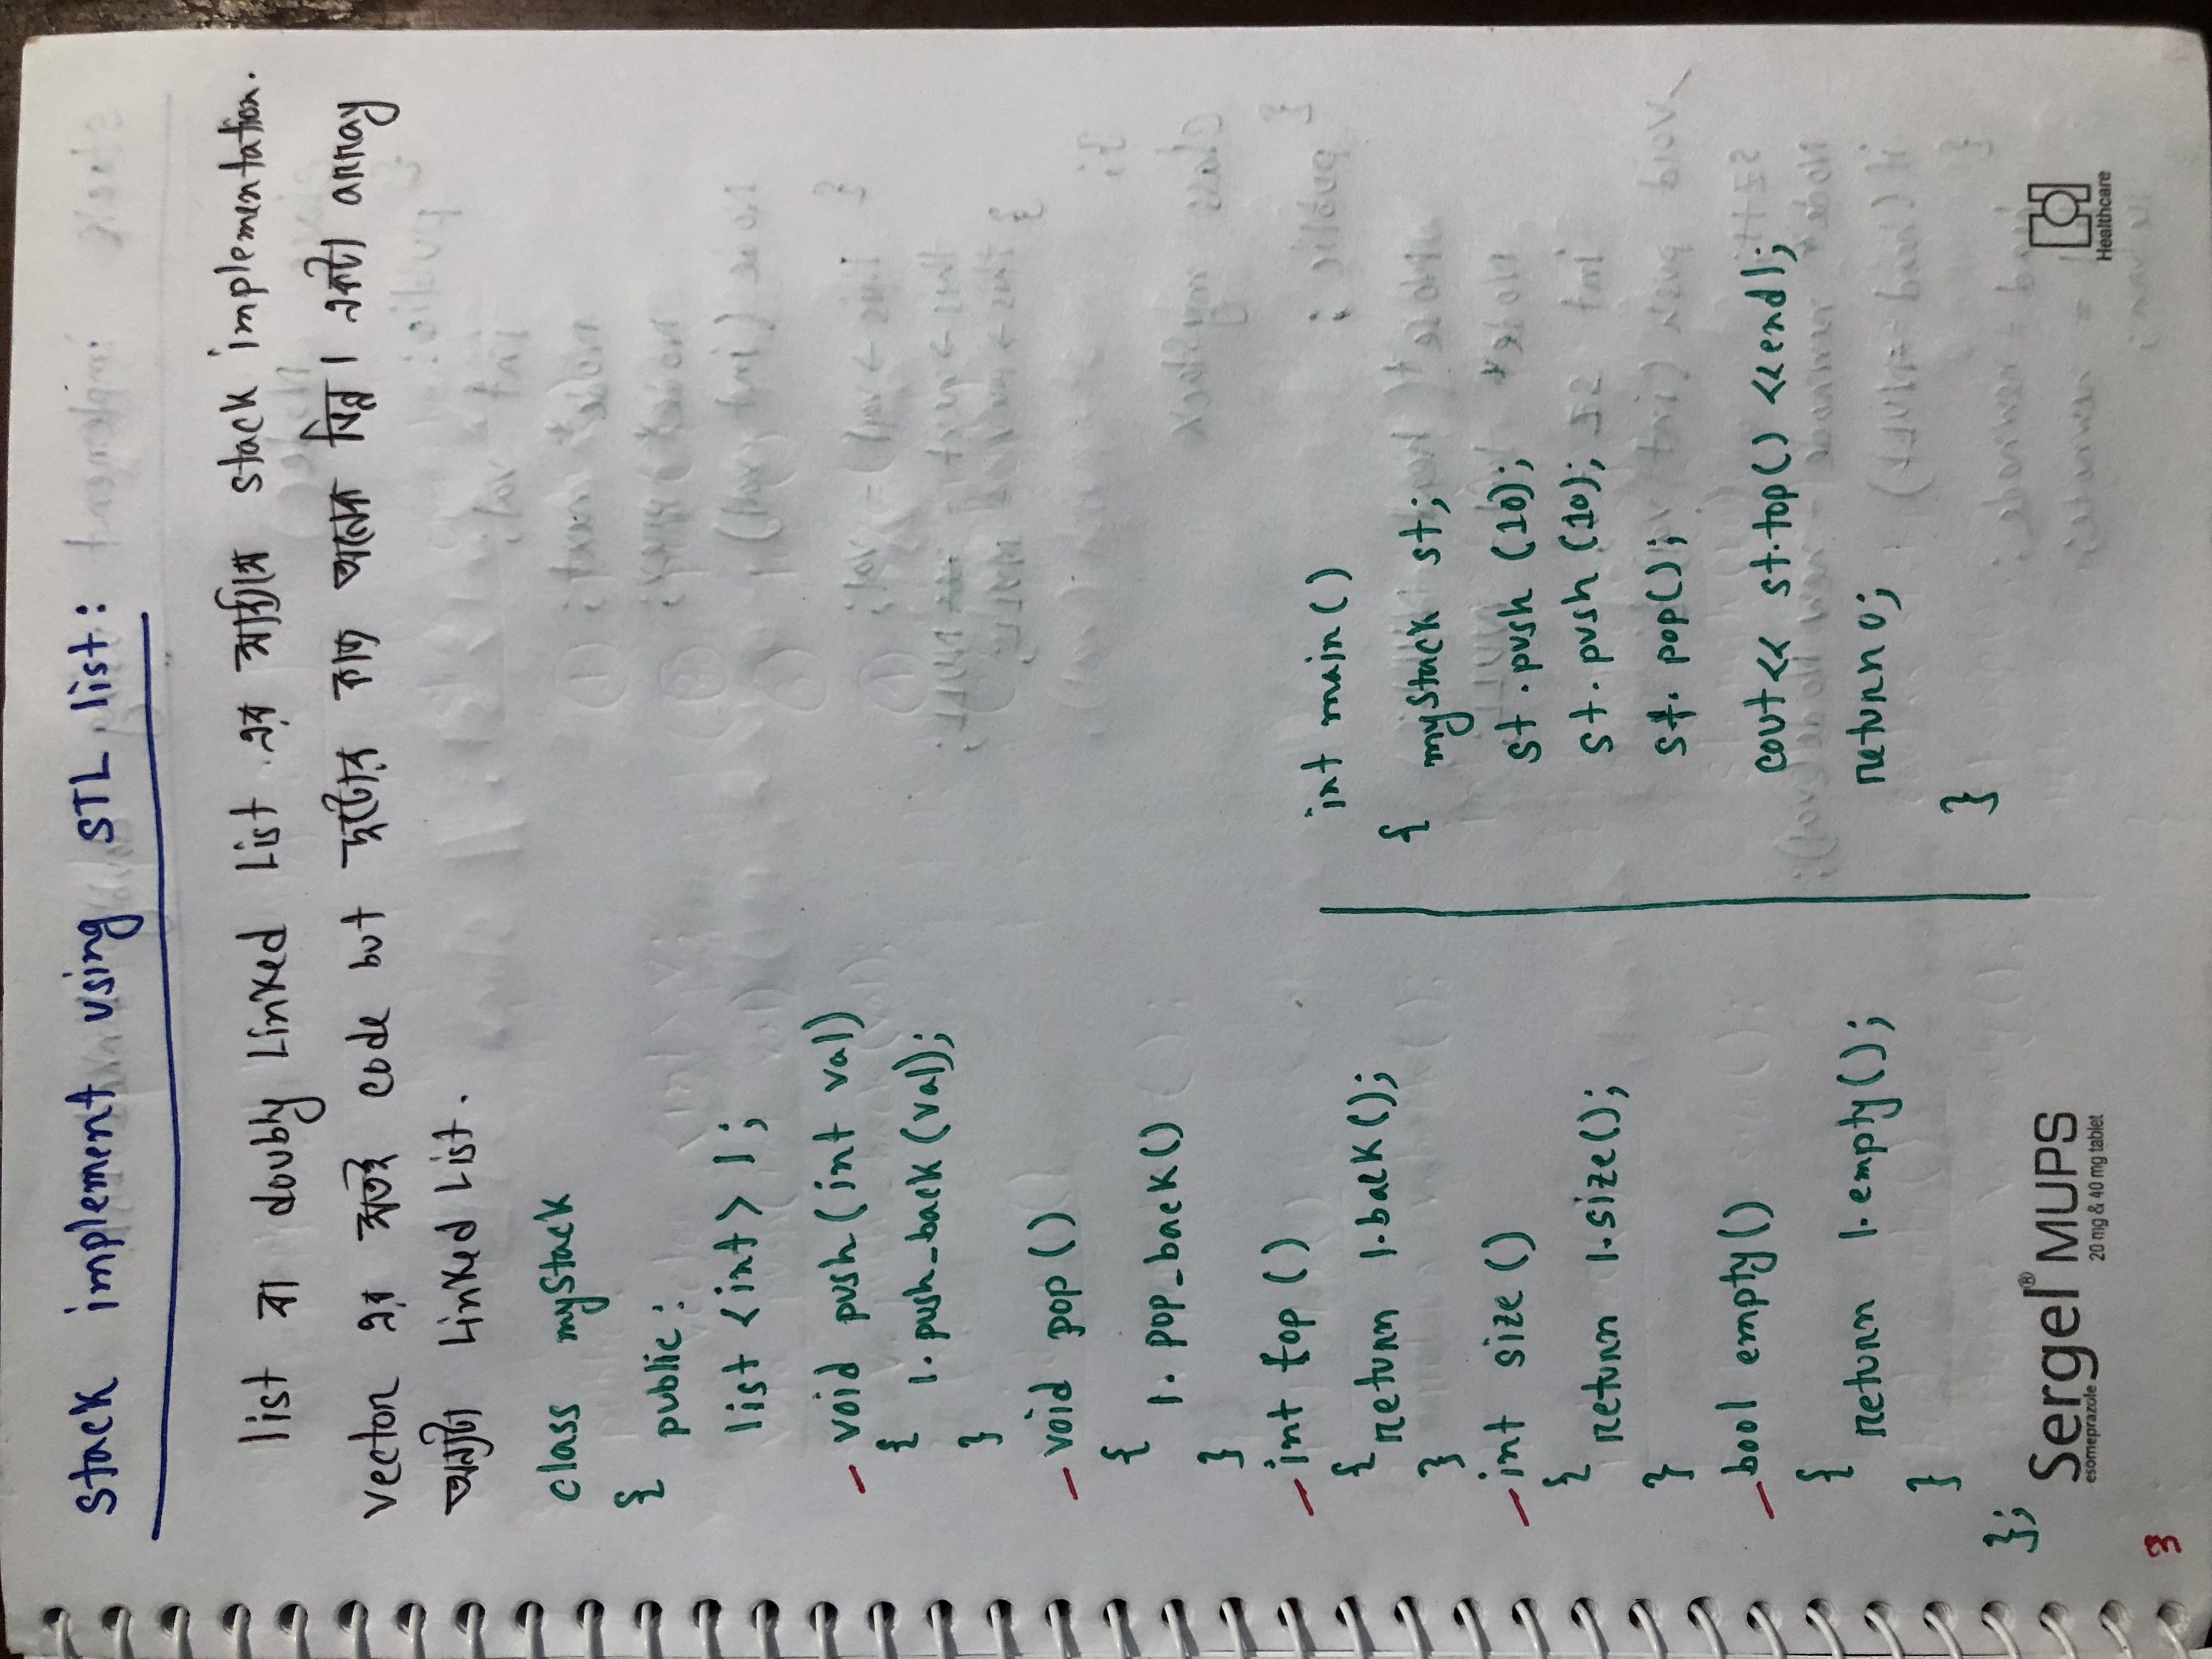 stack implement using STL list:
list বা doubly Linked List এর মাধ্যমে stack implementation.
vector এর মতই code but দুটোর কাজ অনেক ভিন্ন। একটা array
অন্যটা Linked List.
class myStack
{
public:
list <int> l;
void push(int val)
{
l.push_back(val);
}
void pop()
{
l.pop_back()
}
int top()
{ return l.back();
}
int size()
{
return l.size();
}
bool empty()
{
return l.empty();
}
};
int main()
{
myStack st;
st.push(10);
st.push(10);
st.pop();
cout<< st.top() <<endl;
return 0;
}
Sergel® MUPS
esomeprazole 20 mg & 40 mg tablet
Healthcare
3